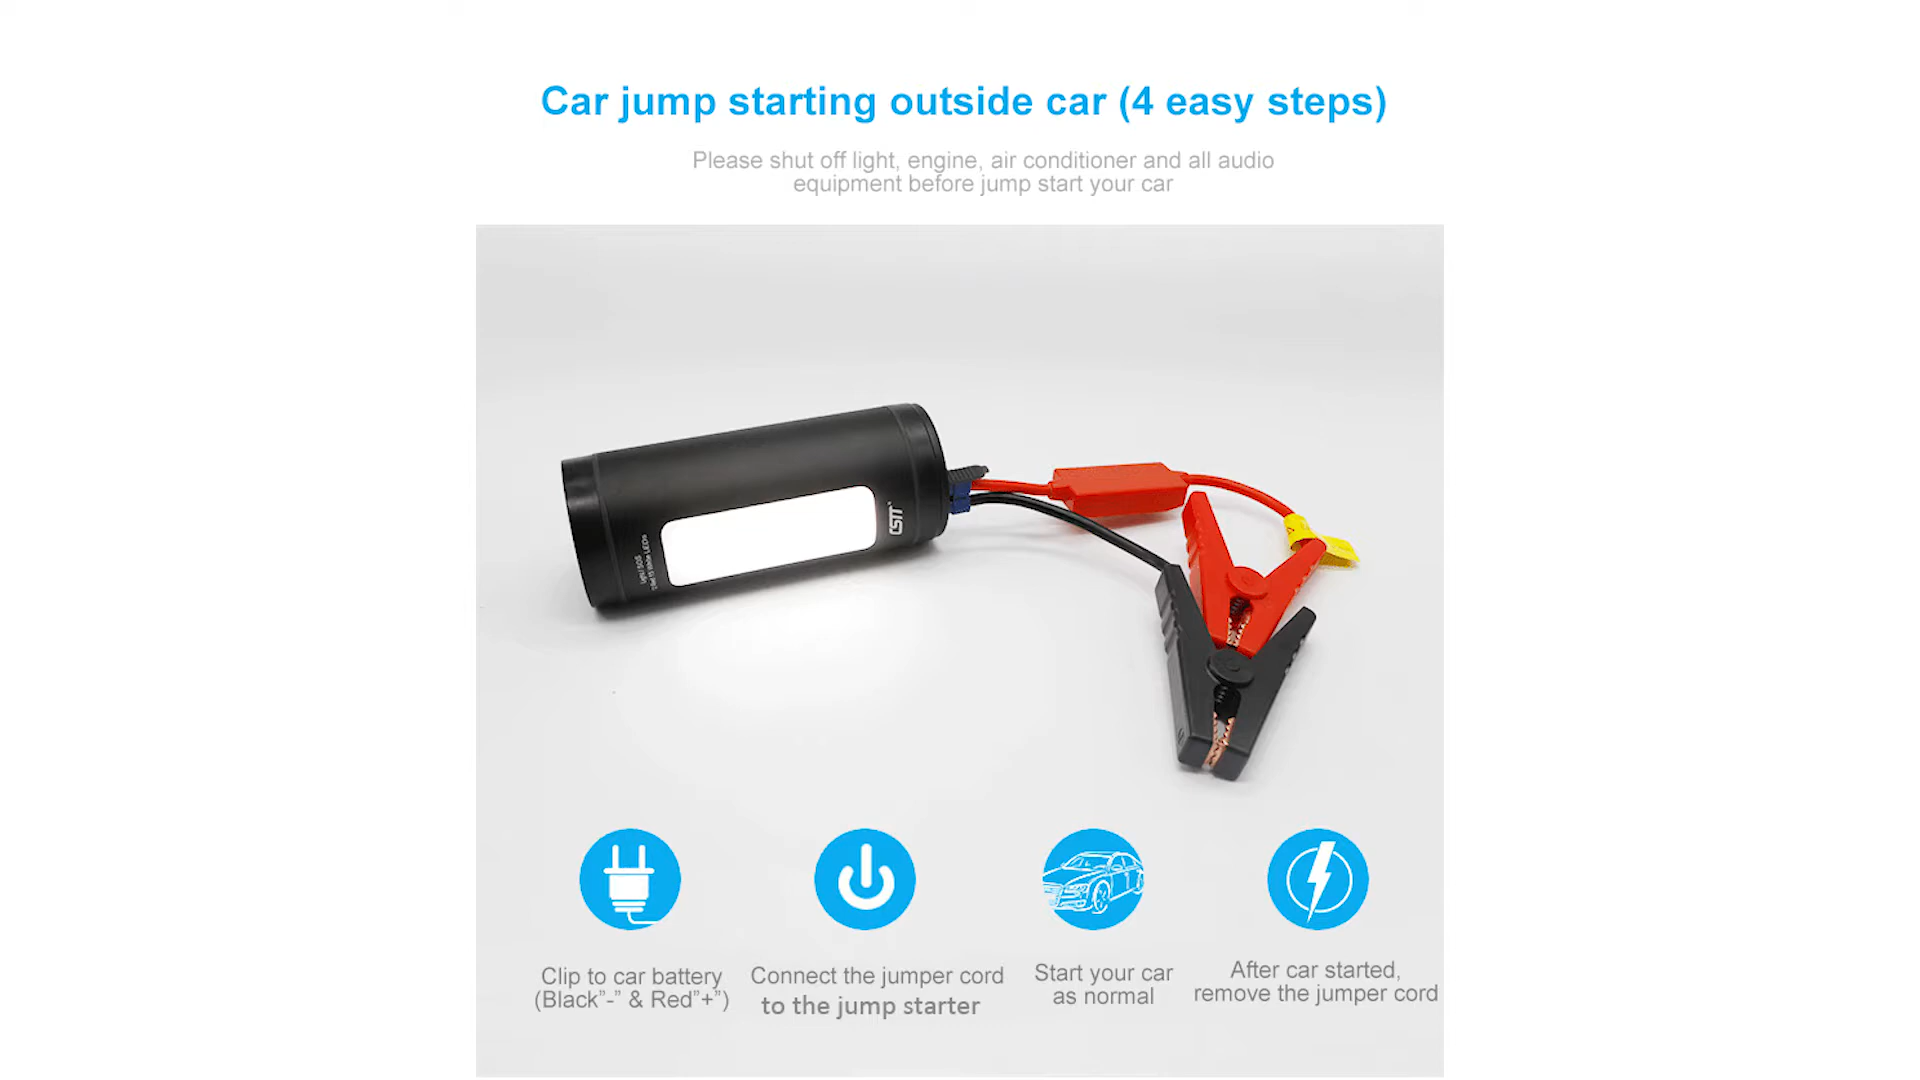 Car jump starting outside car (4 easy steps)
Please shut off light, engine, air conditioner and all audio
equipment before jump start your car
Clip to car battery
(Black”-” & Red”+”)
Connect the jumper cord
to the jump starter
Start your car
as normal
After car started,
remove the jumper cord